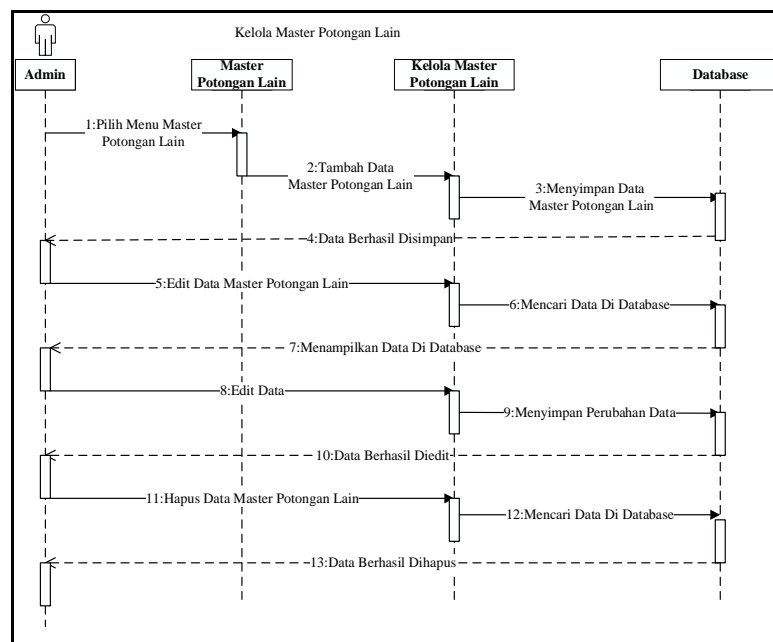 Kelola Master Potongan Lain
Admin
Master
Potongan Lain
Kelola Master
Potongan Lain
Database
1:Pilih Menu Master
Potongan Lain
2:Tambah Data
Master Potongan Lain
3:Menyimpan Data
Master Potongan Lain
4:Data Berhasil Disimpan
5:Edit Data Master Potongan Lain
6:Mencari Data Di Database
7:Menampilkan Data Di Database
8:Edit Data
9:Menyimpan Perubahan Data
10:Data Berhasil Diedit
11:Hapus Data Master Potongan Lain
12:Mencari Data Di Database
13:Data Berhasil Dihapus